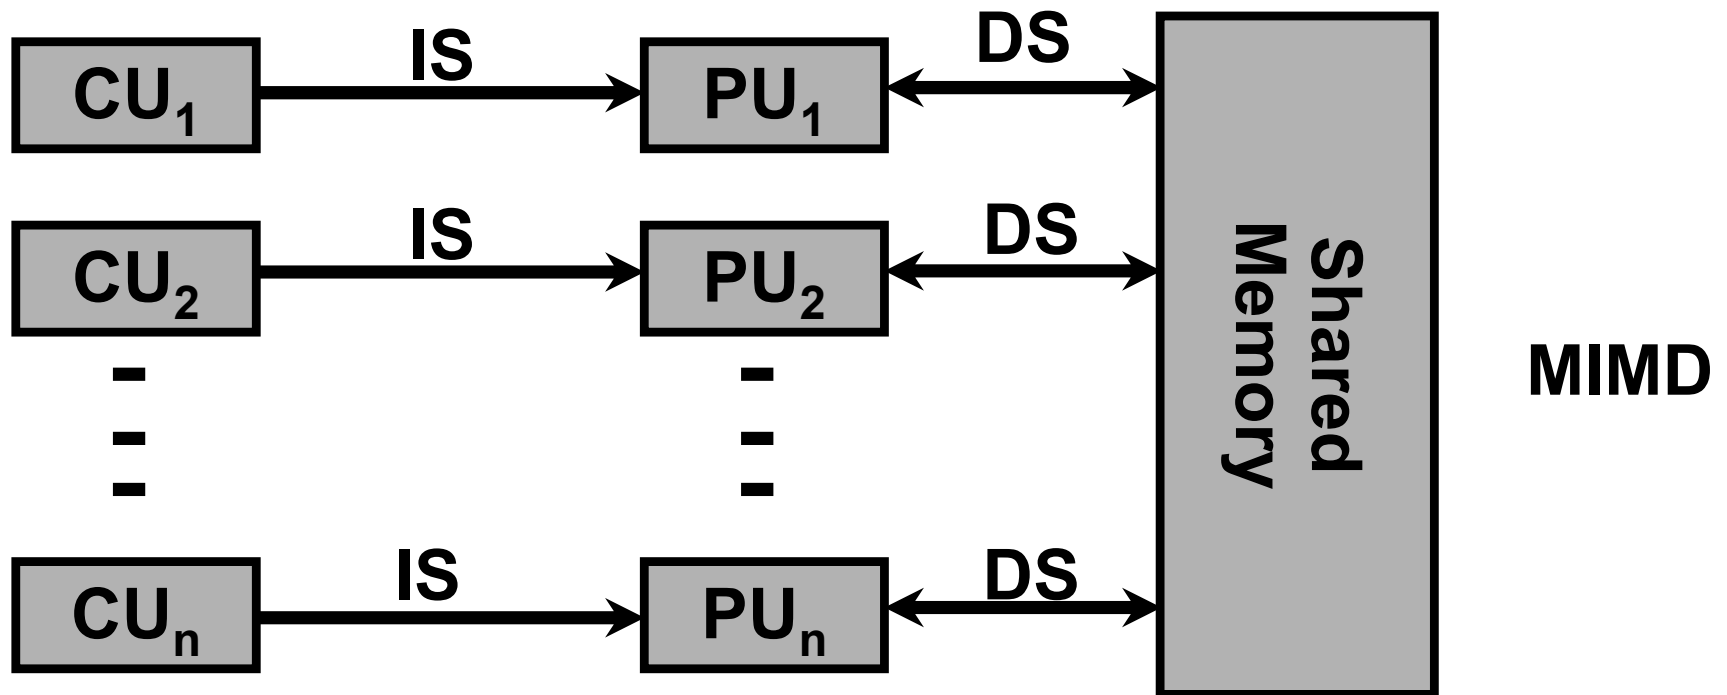 CU₁ IS PU₁ DS
CU₂ IS PU₂ DS
CUₙ IS PUₙ DS
Shared
Memory
MIMD